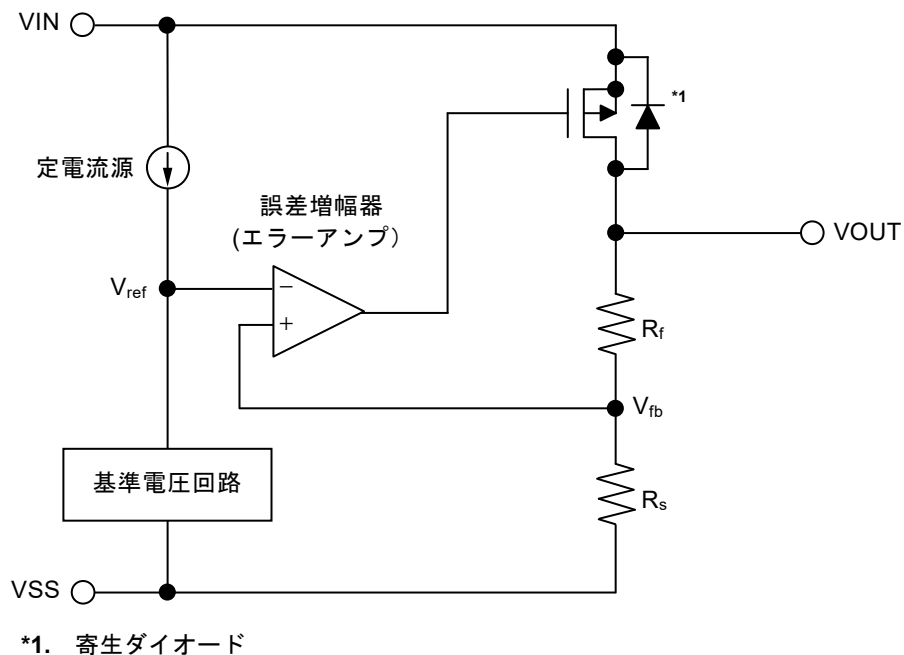 VIN
*1
定電流源
誤差増幅器
(エラーアンプ）
VOUT
Vref
−
+
Rf
Vfb
基準電圧回路
Rs
VSS
*1. 寄生ダイオード